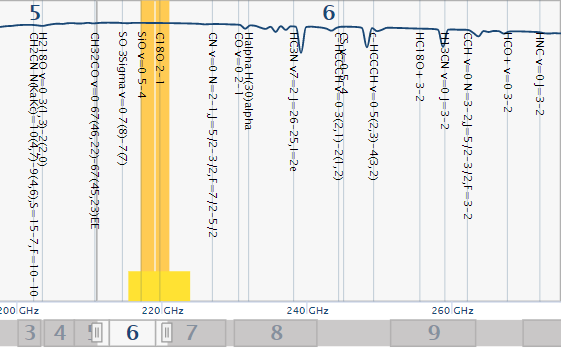 5 6
CH2CN N(KaKc)=10(4,7)-9(4,6),S=15-7,F=10-10
H218O v=0 3(1,3)-2(2,0)
CH32CO v=0 67(46,22)-67(45,23)EE
SO 3Sigma v=0 7(8)-7(7)
SiO v=0 5-4
C18O 2-1
CN v=0 N=2-1,J=5/2-3/2,F=7/2-5/2
CO v=0 2-1
Halpha H(30)alpha
HC3N v7=2 J=26-25,l=2e
c-HCCCH v=0 3(2,1)-2(1,2)
CS v=0 5-4
c-HCCCH v=0 5(2,3)-4(3,2)
HC18O+ 3-2
H13CN v=0 J=3-2
CCH v=0 N=3-2,J=5/2-3/2,F=3-2
HCO+ v=0 3-2
HNC v=0 J=3-2
200 GHz 220 GHz 240 GHz 260 GHz
3 4 5 6 7 8 9